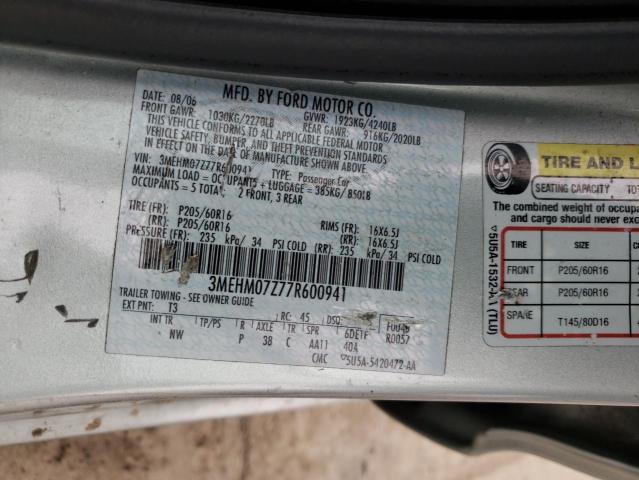 MFD. BY FORD MOTOR CO.
DATE: 08/06 GVWR: 1923KG/4240LB
FRONT GAWR: 1030KG/2270LB REAR GAWR: 916KG/2020LB
THIS VEHICLE CONFORMS TO ALL APPLICABLE FEDERAL MOTOR
VEHICLE SAFETY, BUMPER, AND THEFT PREVENTION STANDARDS
IN EFFECT ON THE DATE OF MANUFACTURE SHOWN ABOVE.
VIN: 3MEHM07Z77R600941 TYPE: Passenger Car
MAXIMUM LOAD = OCCUPANTS + LUGGAGE = 385KG/850LB
OCCUPANTS = 5 TOTAL, 2 FRONT, 3 REAR
TIRE (FR): P205/60R16 RIMS (FR): 16X6.5J
(RR): P205/60R16 (RR): 16X6.5J
PRESSURE (FR): 235 kPa/ 34 PSI COLD (RR): 235 kPa/ 34 PSI COLD
3MEHM07Z77R600941
TRAILER TOWING - SEE OWNER GUIDE
EXT PNT: T3 RC: 45 DSO: F0048
INT TR TP/PS R AXLE TR SPR 6DE1F R0057
NW P 38 C AA11 40A
CMC 5U5A-5420472-AA
TIRE AND L
SEATING CAPACITY TO
The combined weight of occupa
and cargo should never exc
TIRE SIZE
FRONT P205/60R16
REAR P205/60R16
SPARE T145/80D16
(TLU)